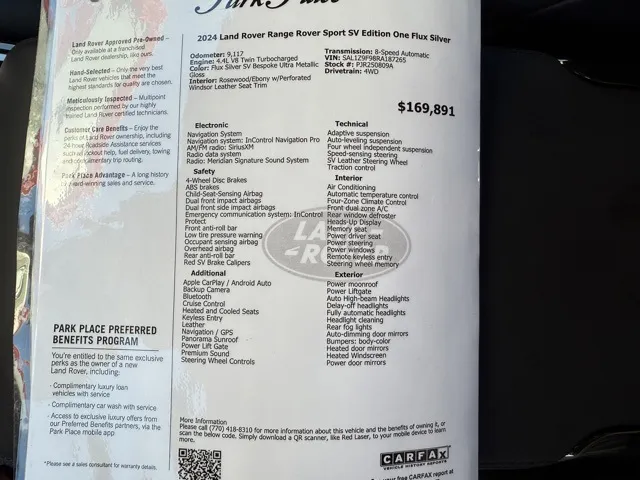 Park Place
2024 Land Rover Range Rover Sport SV Edition One Flux Silver
Land Rover Approved Pre-Owned -
Only available at a franchised
Land Rover dealership, like ours.
Hand-Selected - Only the very best
Land Rover vehicles that meet the
highest standards for quality are chosen.
Meticulously Inspected - Multipoint
inspection performed by our highly
trained Land Rover certified technicians.
Customer Care Benefits - Enjoy the
perks of Land Rover ownership, including
24-hour Roadside Assistance services
such as lockout help, fuel delivery, towing
and complimentary trip routing.
Park Place Advantage - A long history
of award-winning sales and service.
Odometer: 9,117
Engine: 4.4L V8 Twin Turbocharged
Color: Flux Silver SV Bespoke Ultra Metallic
Gloss
Interior: Rosewood/Ebony w/Perforated
Windsor Leather Seat Trim
Transmission: 8-Speed Automatic
VIN: SAL1Z9F98RA187265
Stock #: PJR250809A
Drivetrain: 4WD
$169,891
Electronic
Navigation System
Navigation system: InControl Navigation Pro
AM/FM radio: SiriusXM
Radio data system
Radio: Meridian Signature Sound System
Safety
4-Wheel Disc Brakes
ABS brakes
Child-Seat-Sensing Airbag
Dual front impact airbags
Dual front side impact airbags
Emergency communication system: InControl
Protect
Front anti-roll bar
Low tire pressure warning
Occupant sensing airbag
Overhead airbag
Rear anti-roll bar
Red SV Brake Calipers
Additional
Apple CarPlay / Android Auto
Backup Camera
Bluetooth
Cruise Control
Heated and Cooled Seats
Keyless Entry
Leather
Navigation / GPS
Panorama Sunroof
Power Lift Gate
Premium Sound
Steering Wheel Controls
Technical
Adaptive suspension
Auto-leveling suspension
Four wheel independent suspension
Speed-sensing steering
SV Leather Steering Wheel
Traction control
Interior
Air Conditioning
Automatic temperature control
Four-Zone Climate Control
Front dual zone A/C
Rear window defroster
Heads-Up Display
Memory seat
Power driver seat
Power steering
Power windows
Remote keyless entry
Steering wheel memory
Exterior
Power moonroof
Power Liftgate
Auto High-beam Headlights
Delay-off headlights
Fully automatic headlights
Headlight cleaning
Rear fog lights
Auto-dimming door mirrors
Bumpers: body-color
Heated door mirrors
Heated Windscreen
Power door mirrors
LAND
ROVER
PARK PLACE PREFERRED
BENEFITS PROGRAM
You're entitled to the same exclusive
perks as the owner of a new
Land Rover, including:
- Complimentary luxury loan
vehicles with service
- Complimentary car wash with service
- Access to exclusive luxury offers from
our Preferred Benefits partners, via the
Park Place mobile app
*Please see a sales consultant for warranty details.
More Information
Please call (770) 418-8310 for more information about this vehicle and the benefits of owning it, or
scan the below code. Simply download a QR scanner, like Red Laser, to your mobile device to learn
more.
CARFAX
VEHICLE HISTORY REPORTS
your free CARFAX report at